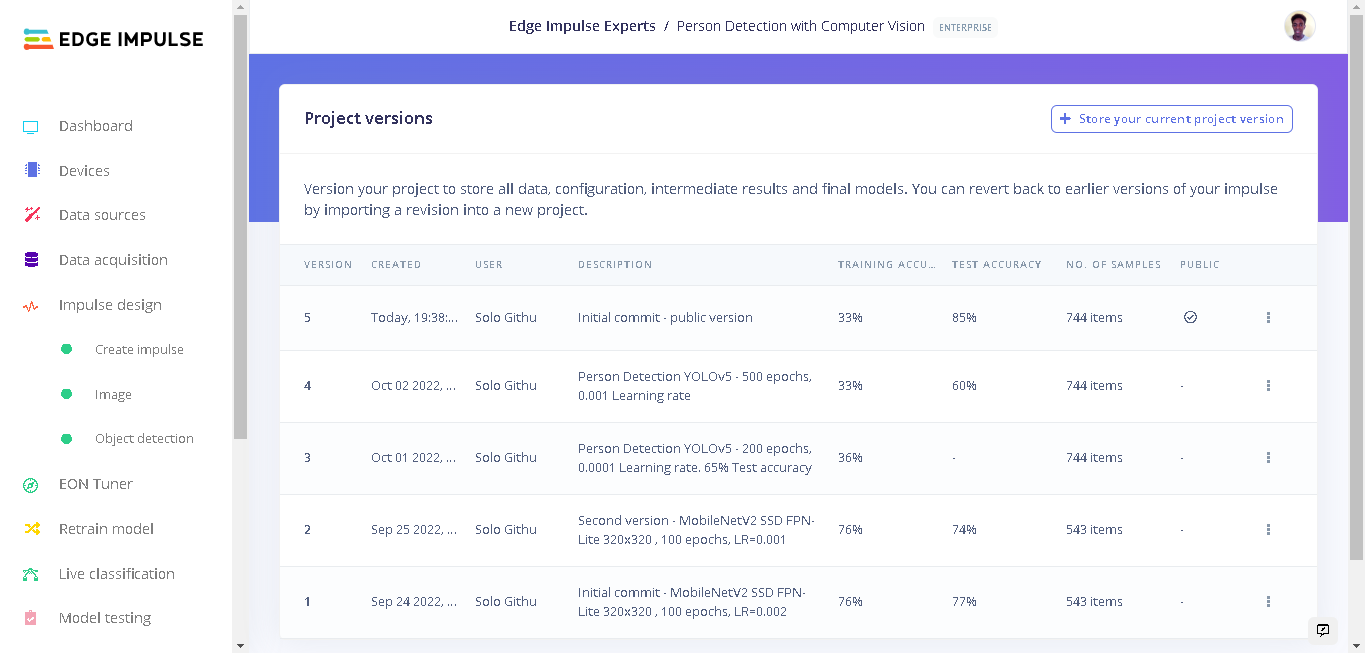 EDGE IMPULSE
Edge Impulse Experts / Person Detection with Computer Vision ENTERPRISE
Dashboard
Devices
Data sources
Data acquisition
Impulse design
Create impulse
Image
Object detection
EON Tuner
Retrain model
Live classification
Model testing
Project versions
+ Store your current project version
Version your project to store all data, configuration, intermediate results and final models. You can revert back to earlier versions of your impulse
by importing a revision into a new project.
VERSION CREATED USER DESCRIPTION TRAINING ACCU... TEST ACCURACY NO. OF SAMPLES PUBLIC
5 Today, 19:38:... Solo Githu Initial commit - public version 33% 85% 744 items
4 Oct 02 2022, ... Solo Githu Person Detection YOLOv5 - 500 epochs,
0.001 Learning rate 33% 60% 744 items -
3 Oct 01 2022, ... Solo Githu Person Detection YOLOv5 - 200 epochs,
0.0001 Learning rate. 65% Test accuracy 36% - 744 items -
2 Sep 25 2022, ... Solo Githu Second version - MobileNetV2 SSD FPN-
Lite 320x320 , 100 epochs, LR=0.001 76% 74% 543 items -
1 Sep 24 2022, ... Solo Githu Initial commit - MobileNetV2 SSD FPN-
Lite 320x320 , 100 epochs, LR=0.002 76% 77% 543 items -